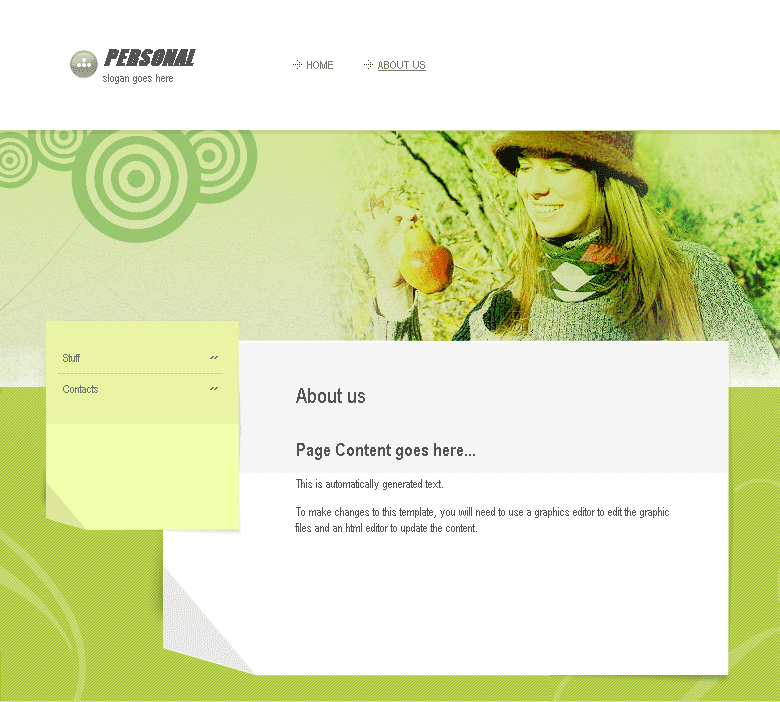 PERSONAL
slogan goes here
HOME
ABOUT US
Stuff
Contacts
About us
Page Content goes here...
This is automatically generated text.
To make changes to this template, you will need to use a graphics editor to edit the graphic
files and an html editor to update the content.